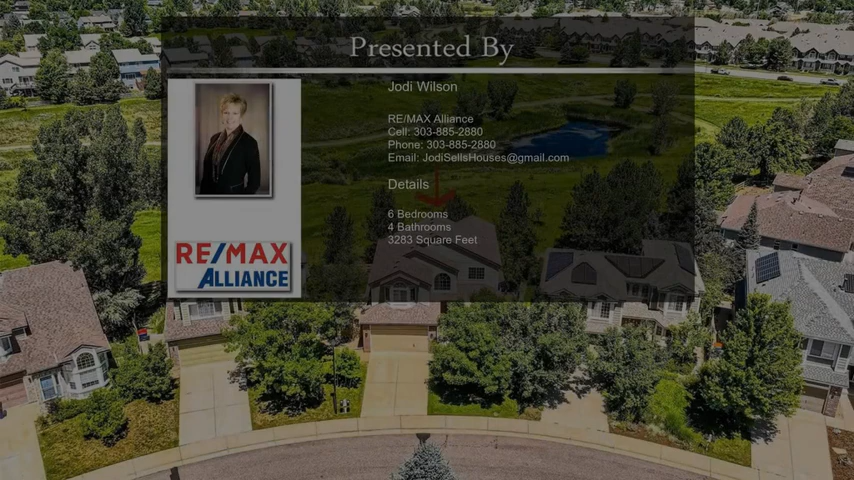 Presented By
Jodi Wilson
RE/MAX Alliance
Cell: 303-885-2880
Phone: 303-885-2880
Email: JodiSellsHouses@gmail.com
Details
6 Bedrooms
4 Bathrooms
3283 Square Feet
RE/MAX
ALLIANCE